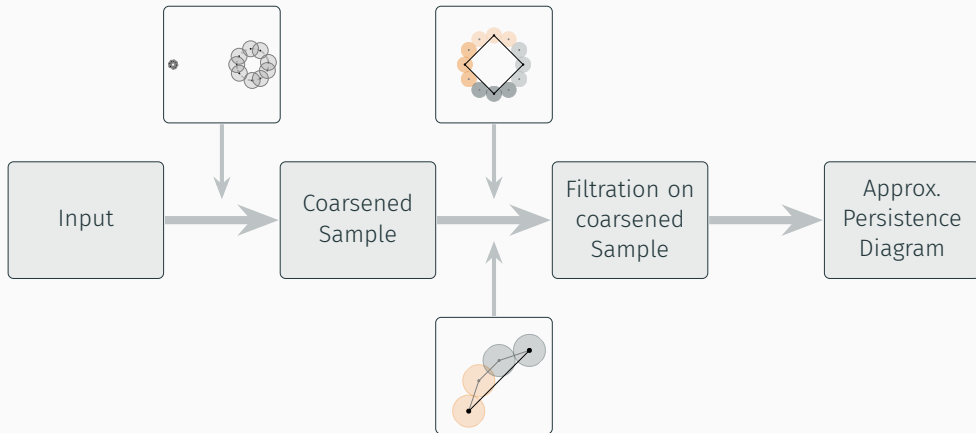 Input
Coarsened
Sample
Filtration on
coarsened
Sample
Approx.
Persistence
Diagram